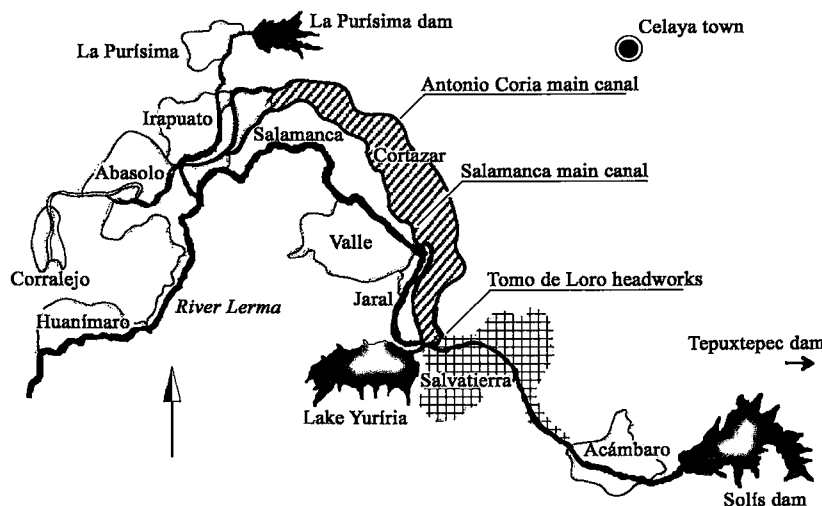 La Purísima dam
Celaya town
La Purísima
Antonio Coria main canal
Irapuato
Salamanca
Cortazar
Abasolo
Salamanca main canal
Valle
Corralejo
Jaral
Tomo de Loro headworks
River Lerma
Huanímaro
Tepuxtepec dam
Salvatierra
Lake Yuríria
Acámbaro
Solís dam